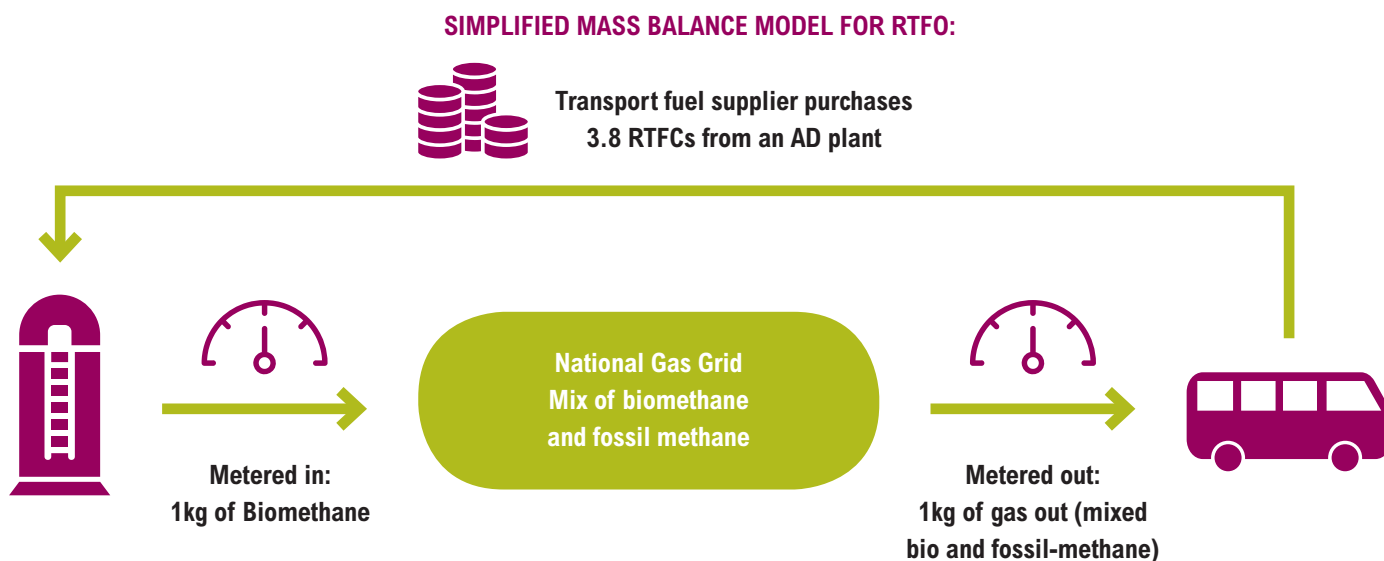 SIMPLIFIED MASS BALANCE MODEL FOR RTFO:
Transport fuel supplier purchases
3.8 RTFCs from an AD plant
National Gas Grid
Mix of biomethane
and fossil methane
Metered in:
1kg of Biomethane
Metered out:
1kg of gas out (mixed
bio and fossil-methane)